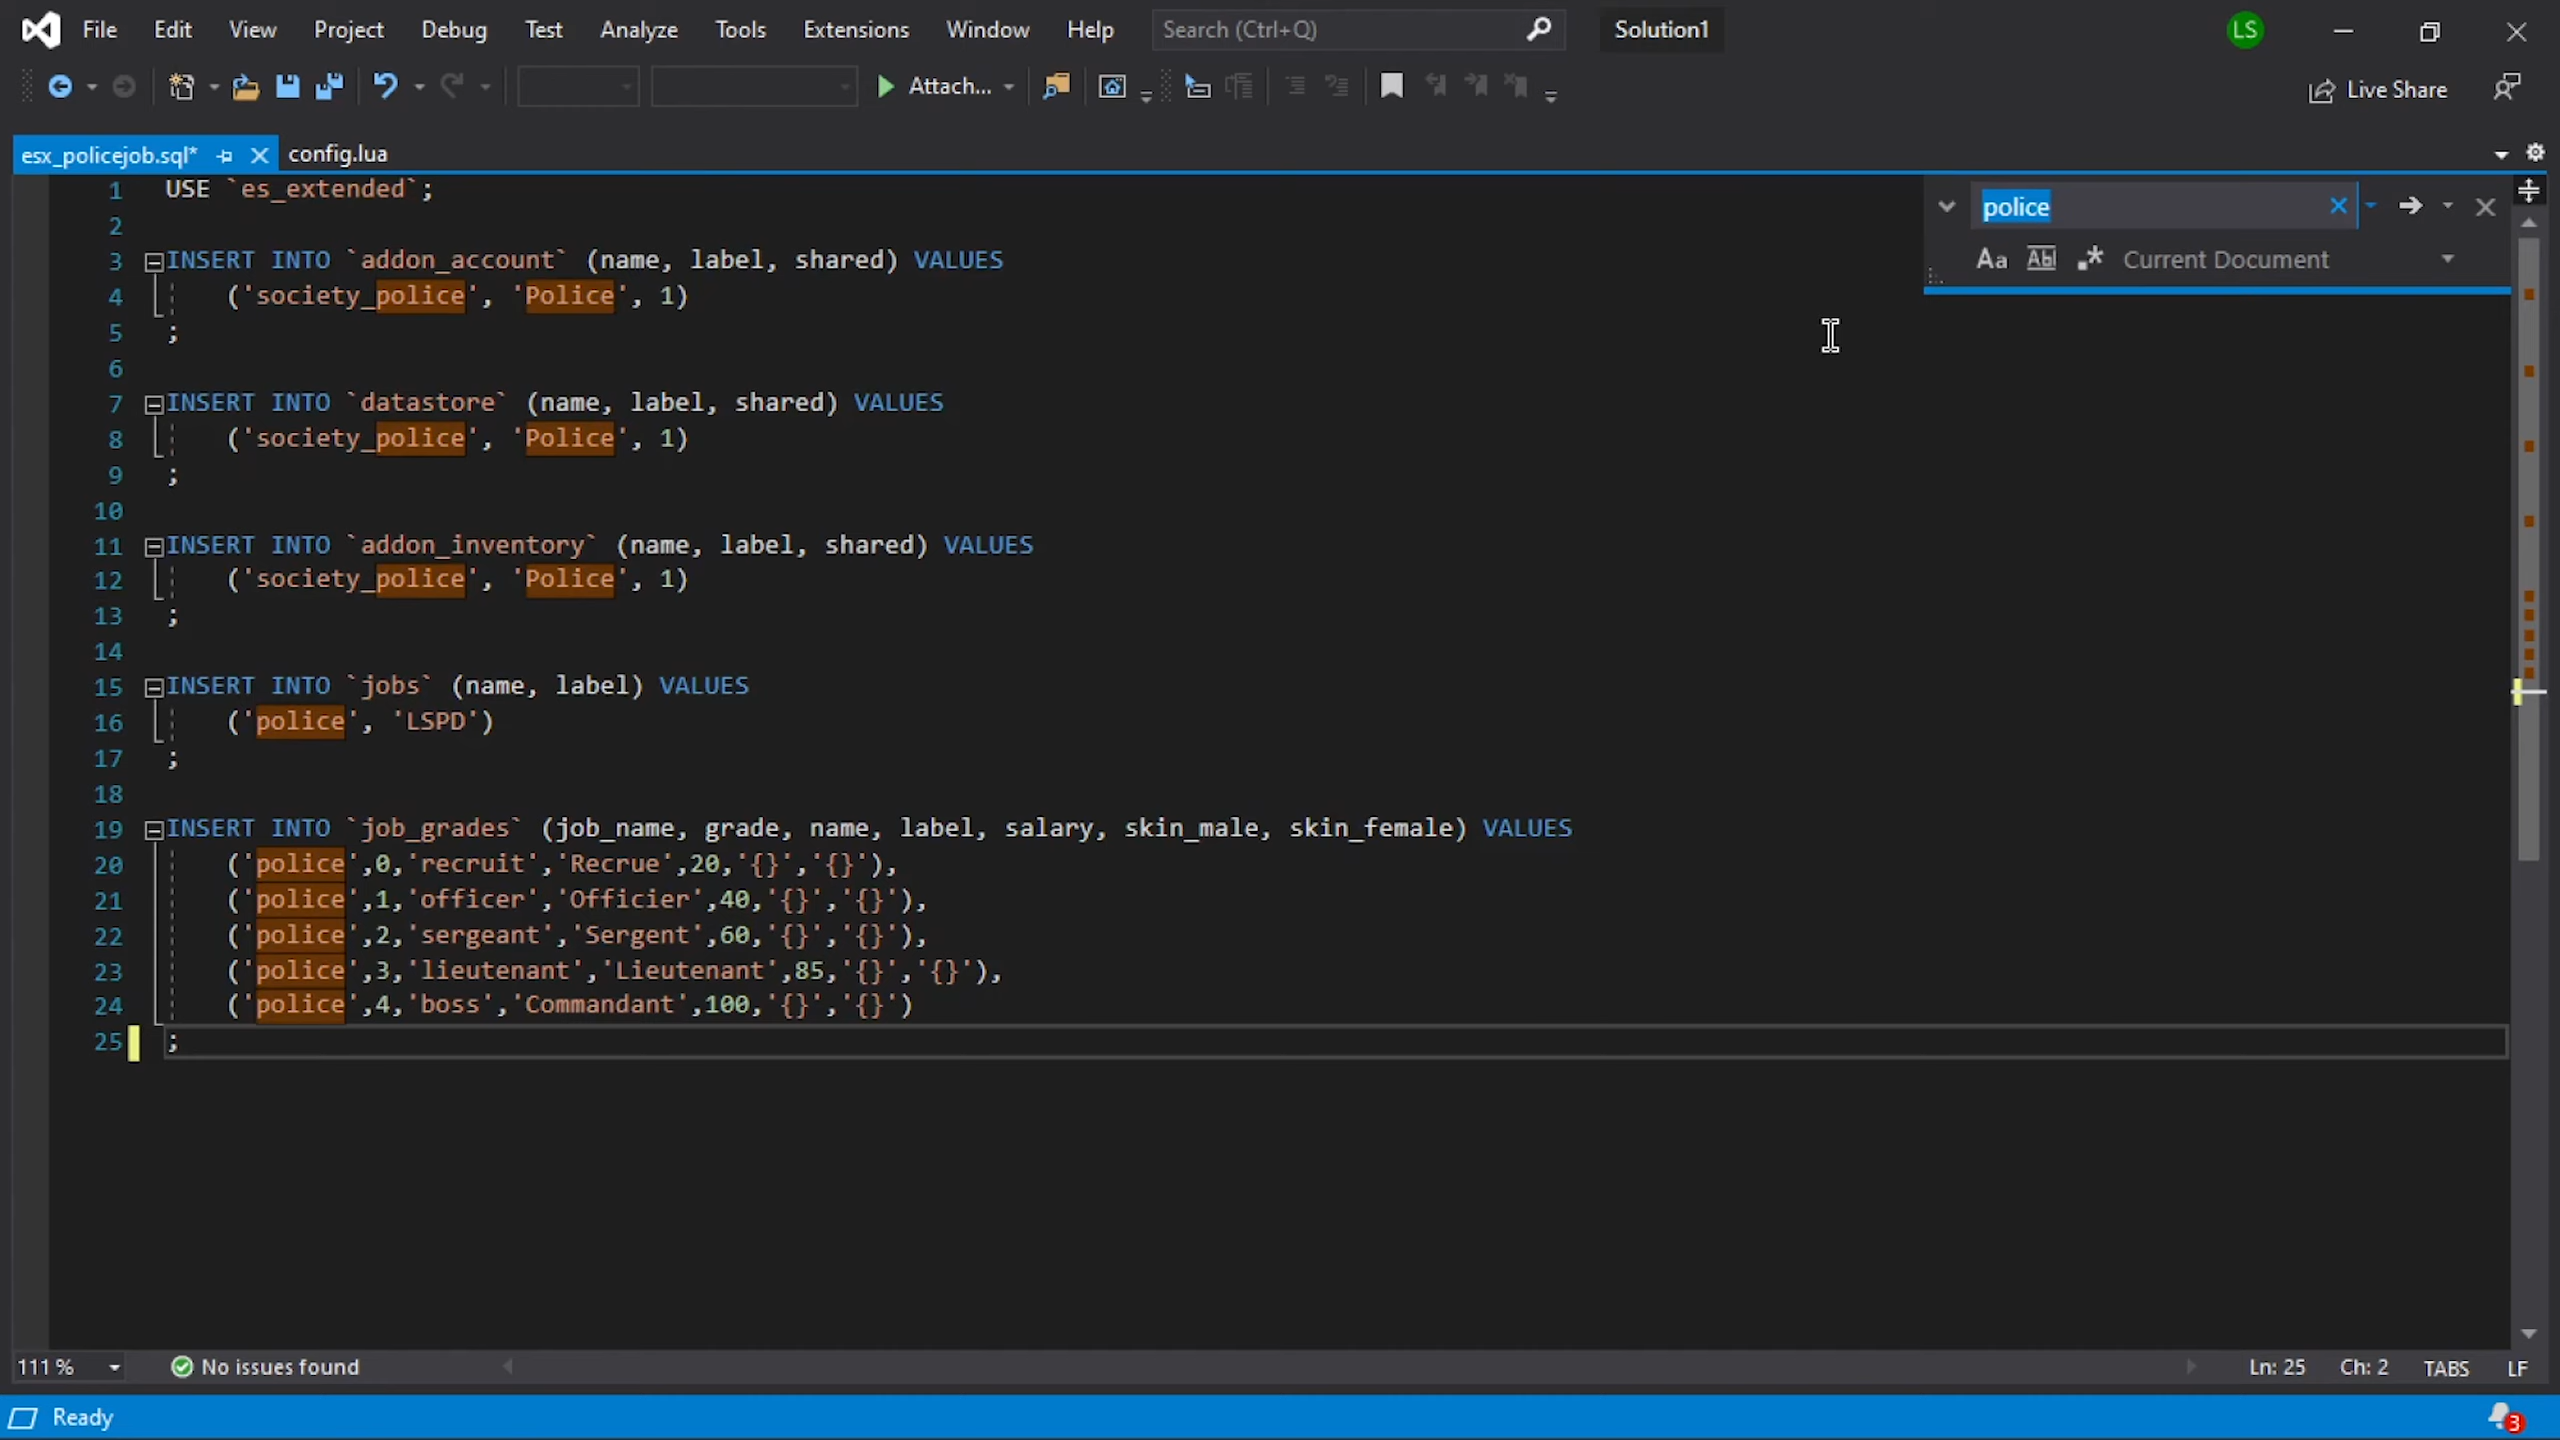 File Edit View Project Debug Test Analyze Tools Extensions Window Help Search (Ctrl+Q) Solution1 LS
Attach... Live Share
esx_policejob.sql* config.lua
police
Aa Abl .* Current Document
1 USE `es_extended`;
2
3 INSERT INTO `addon_account` (name, label, shared) VALUES
4 ('society_police', 'Police', 1)
5 ;
6
7 INSERT INTO `datastore` (name, label, shared) VALUES
8 ('society_police', 'Police', 1)
9 ;
10
11 INSERT INTO `addon_inventory` (name, label, shared) VALUES
12 ('society_police', 'Police', 1)
13 ;
14
15 INSERT INTO `jobs` (name, label) VALUES
16 ('police', 'LSPD')
17 ;
18
19 INSERT INTO `job_grades` (job_name, grade, name, label, salary, skin_male, skin_female) VALUES
20 ('police',0,'recruit','Recrue',20,'{}','{}'),
21 ('police',1,'officer','Officier',40,'{}','{}'),
22 ('police',2,'sergeant','Sergent',60,'{}','{}'),
23 ('police',3,'lieutenant','Lieutenant',85,'{}','{}'),
24 ('police',4,'boss','Commandant',100,'{}','{}')
25 ;
111 % No issues found Ln: 25 Ch: 2 TABS LF
Ready 3